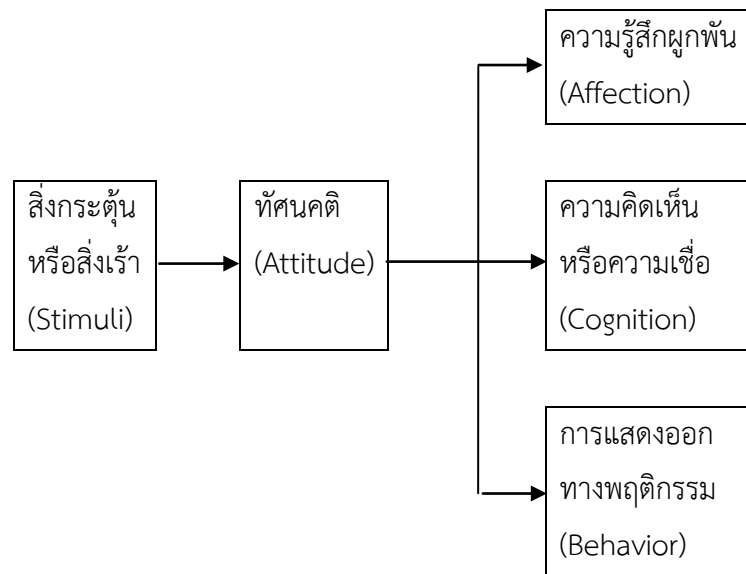 สิ่งกระตุ้น
หรือสิ่งเร้า
(Stimuli)
ทัศนคติ
(Attitude)
ความรู้สึกผูกพัน
(Affection)
ความคิดเห็น
หรือความเชื่อ
(Cognition)
การแสดงออก
ทางพฤติกรรม
(Behavior)